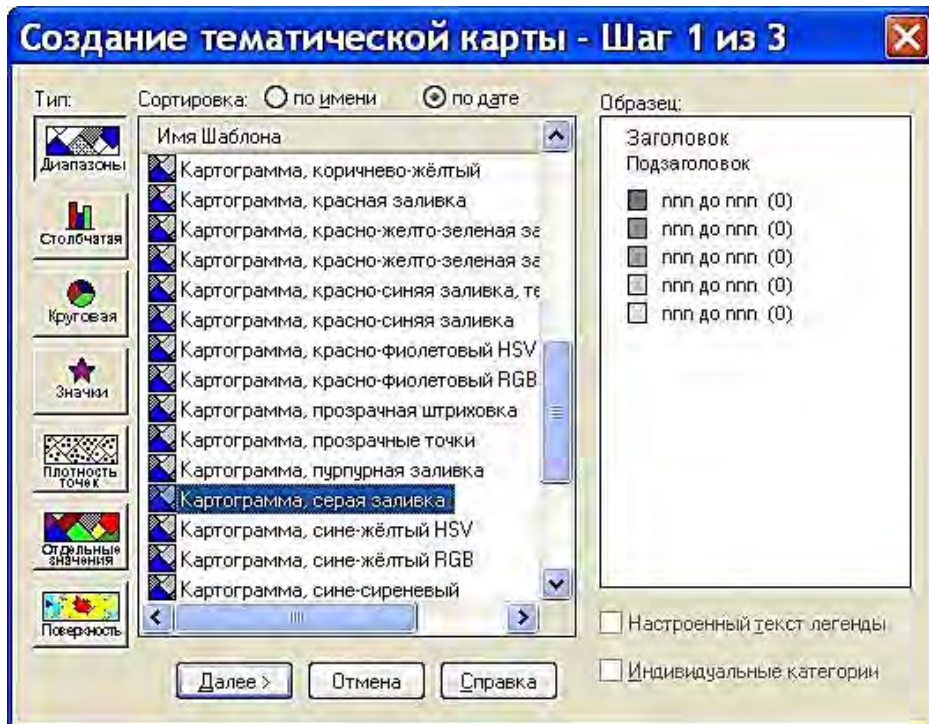 Создание тематической карты - Шаг 1 из 3
Тип:
Сортировка: по имени по дате
Образец:
Диапазоны
Столбчатая
Круговая
Значки
Плотность
точек
Отдельные
значения
Поверхность
Имя Шаблона
Картограмма, коричнево-жёлтый
Картограмма, красная заливка
Картограмма, красно-желто-зеленая за
Картограмма, красно-желто-зеленая за
Картограмма, красно-синяя заливка, те
Картограмма, красно-синяя заливка
Картограмма, красно-фиолетовый HSV
Картограмма, красно-фиолетовый RGB
Картограмма, прозрачная штриховка
Картограмма, прозрачные точки
Картограмма, пурпурная заливка
Картограмма, серая заливка
Картограмма, сине-жёлтый HSV
Картограмма, сине-жёлтый RGB
Картограмма, сине-сиреневый
Заголовок
Подзаголовок
nnn до nnn (0)
nnn до nnn (0)
nnn до nnn (0)
nnn до nnn (0)
nnn до nnn (0)
Настроенный текст легенды
Индивидуальные категории
Далее > Отмена Справка